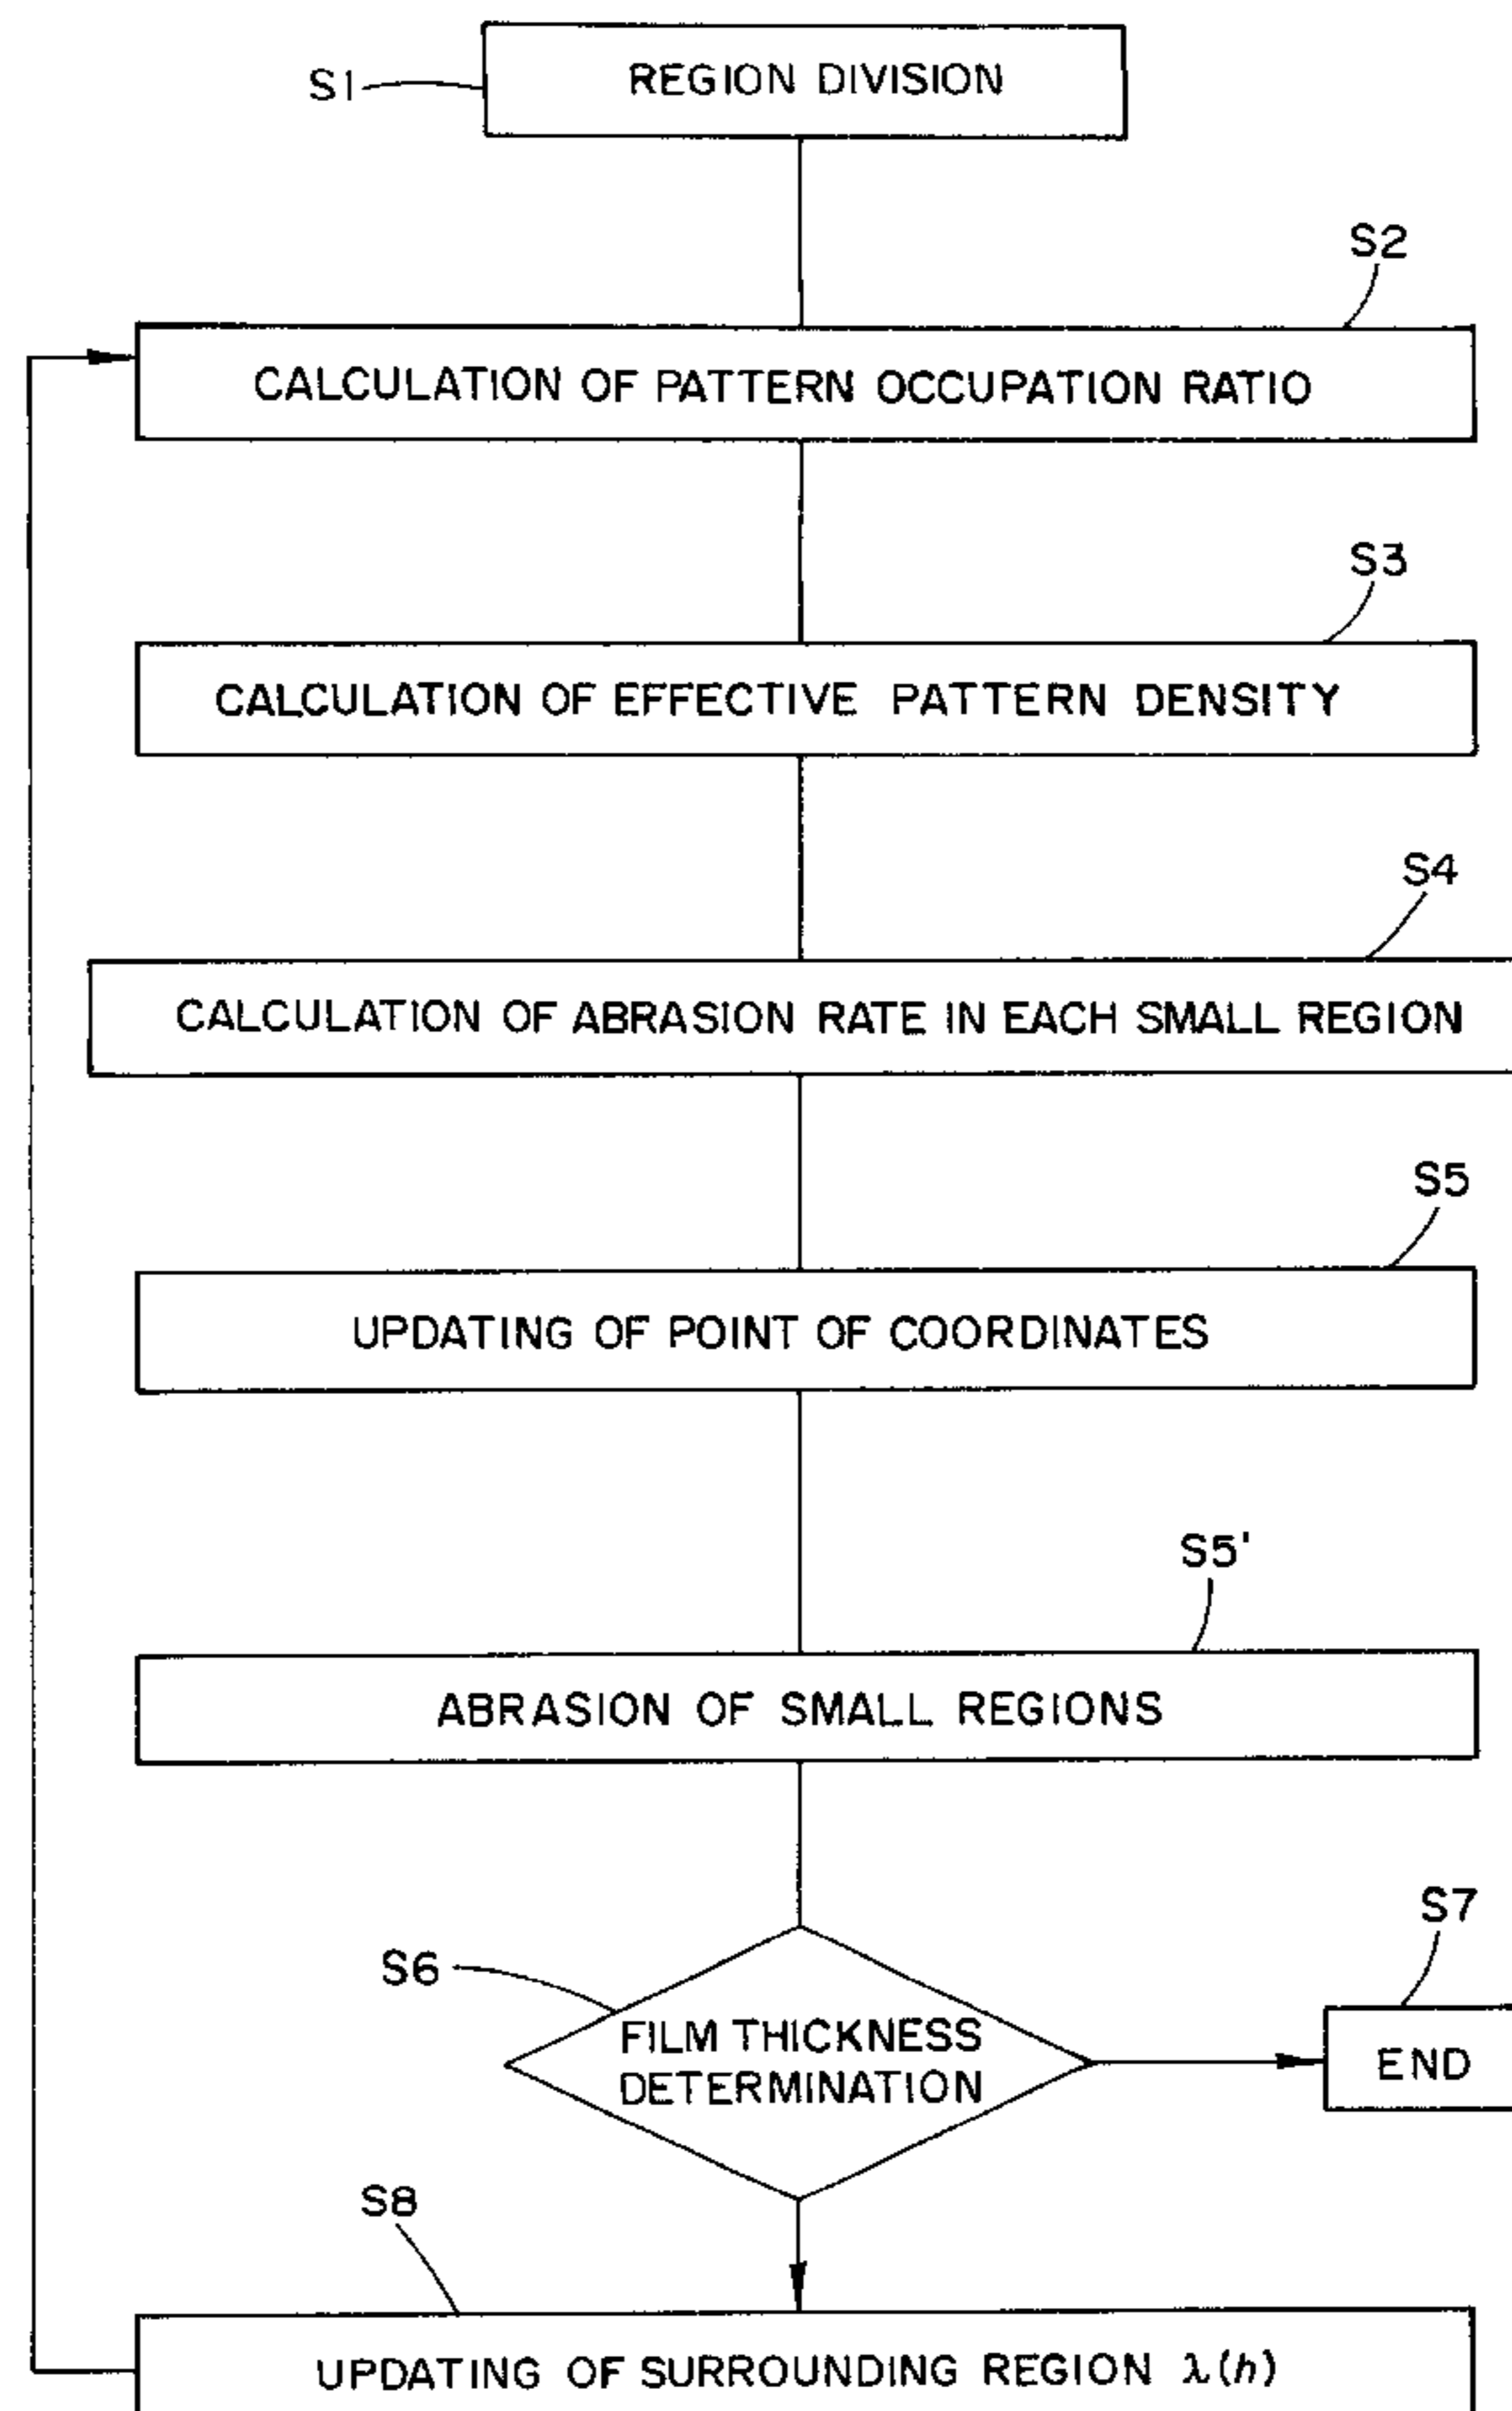 S1
REGION DIVISION
S2
CALCULATION OF PATTERN OCCUPATION RATIO
S3
CALCULATION OF EFFECTIVE PATTERN DENSITY
S4
CALCULATION OF ABRASION RATE IN EACH SMALL REGION
S5
UPDATING OF POINT OF COORDINATES
S5'
ABRASION OF SMALL REGIONS
S6
FILM THICKNESS
DETERMINATION
S7
END
S8
UPDATING OF SURROUNDING REGION λ(h)